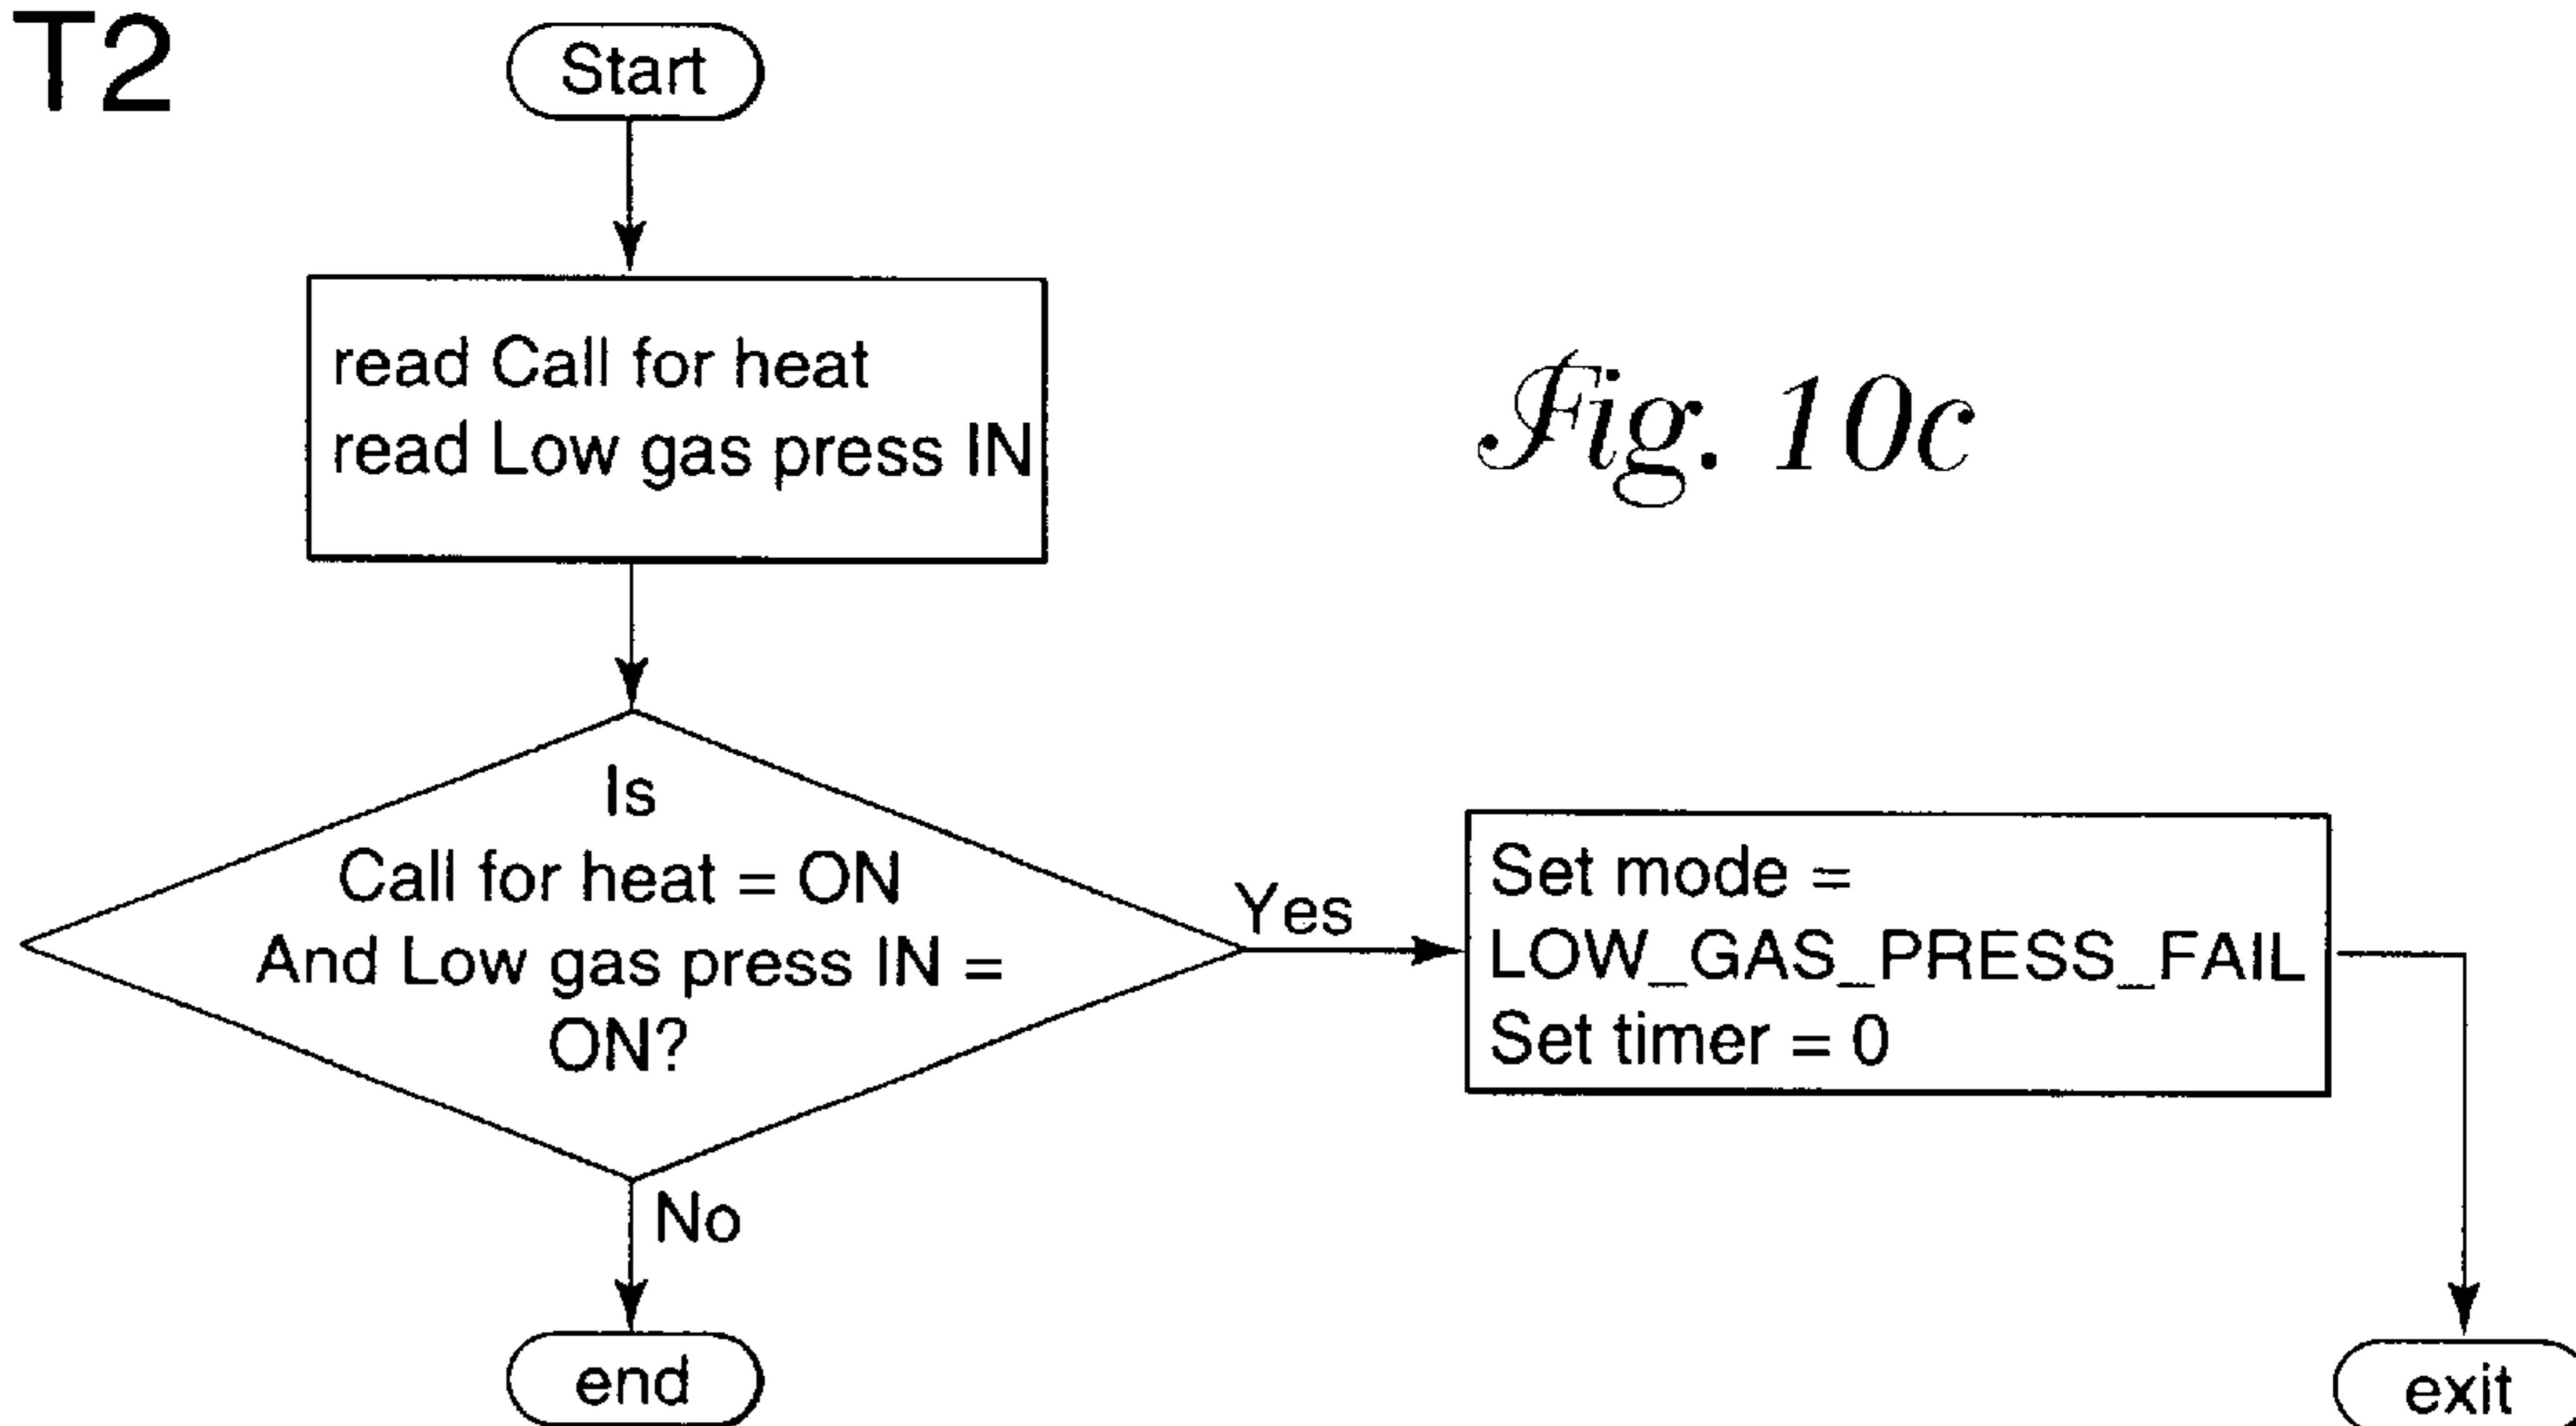 T2
Start
read Call for heat
read Low gas press IN
Fig. 10c
Is
Call for heat = ON
And Low gas press IN =
ON?
Yes
Set mode =
LOW_GAS_PRESS_FAIL
Set timer = 0
No
end
exit